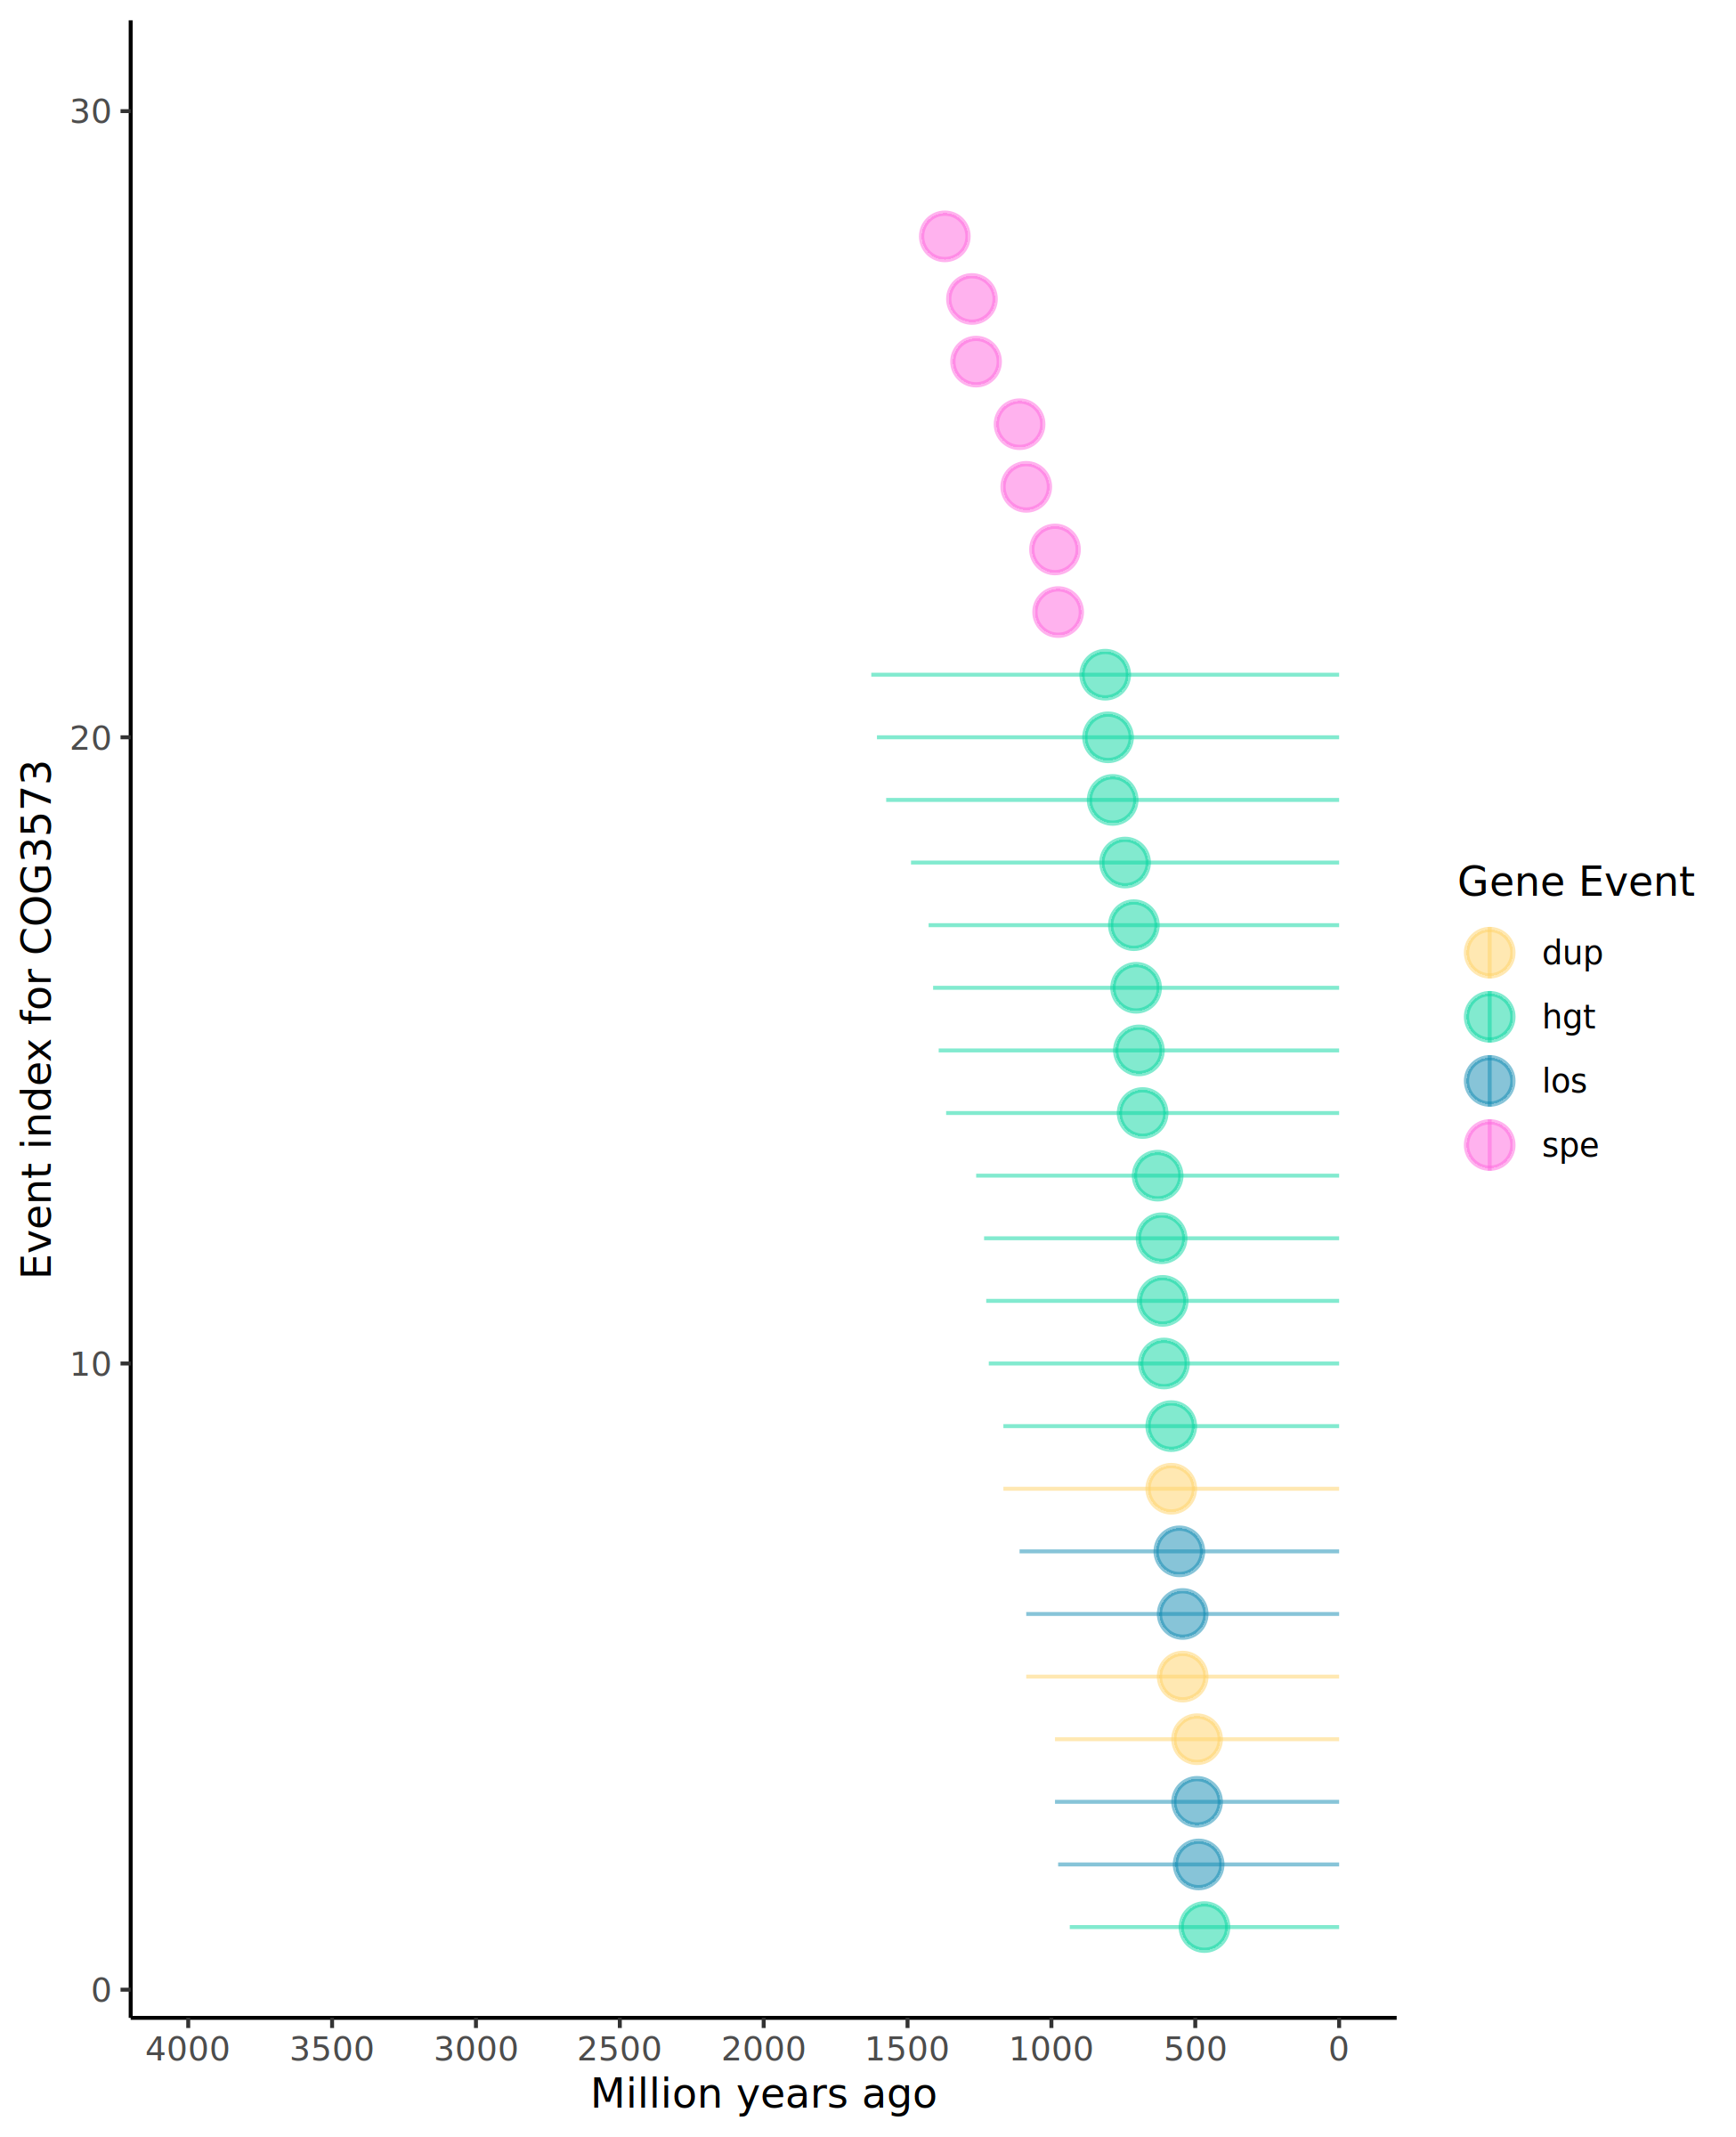 Event index for COG3573
30
20
10
0
4000 3500 3000 2500 2000 1500 1000 500 0
Million years ago
Gene Event
dup
hgt
los
spe